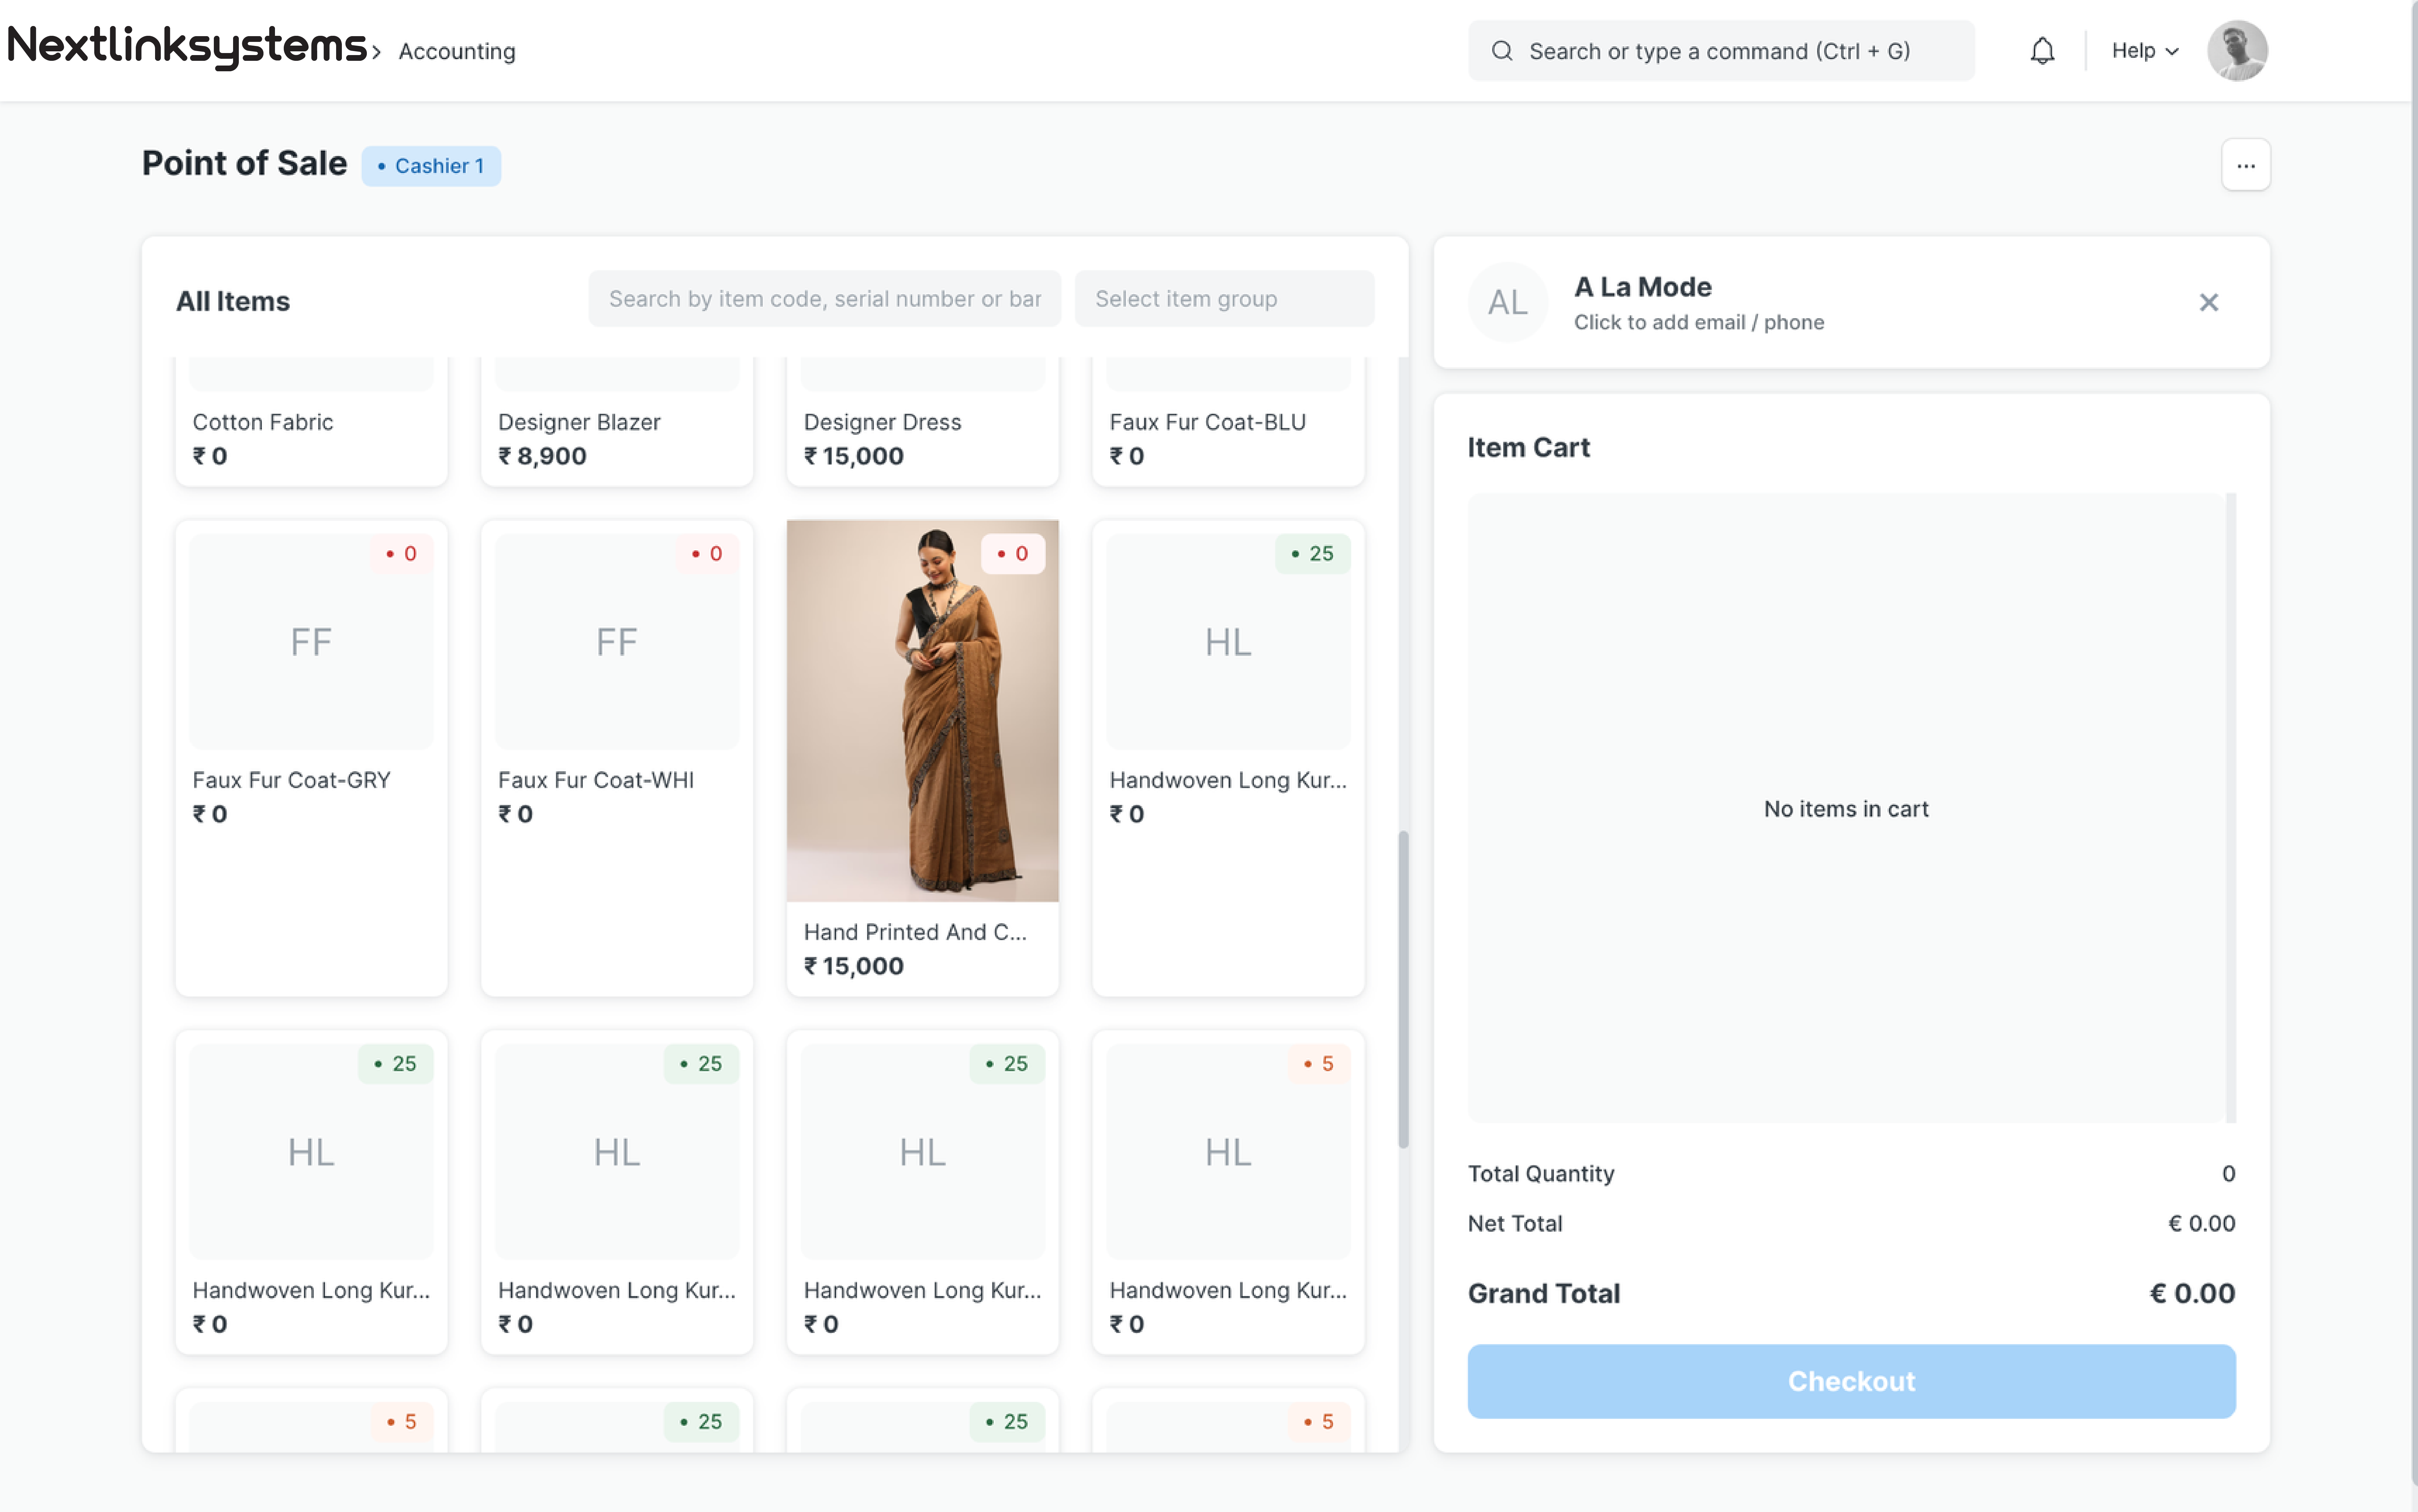 Nextlinksystems › Accounting
Search or type a command (Ctrl + G)
Help
Point of Sale
• Cashier 1
...
All Items
Search by item code, serial number or bar
Select item group
Cotton Fabric
₹ 0
Designer Blazer
₹ 8,900
Designer Dress
₹ 15,000
Faux Fur Coat-BLU
₹ 0
• 0
FF
Faux Fur Coat-GRY
₹ 0
• 0
FF
Faux Fur Coat-WHI
₹ 0
• 0
Hand Printed And C...
₹ 15,000
• 25
HL
Handwoven Long Kur...
₹ 0
• 25
HL
Handwoven Long Kur...
₹ 0
• 25
HL
Handwoven Long Kur...
₹ 0
• 25
HL
Handwoven Long Kur...
₹ 0
• 5
HL
Handwoven Long Kur...
₹ 0
• 5
• 25
• 25
• 5
AL
A La Mode
Click to add email / phone
Item Cart
No items in cart
Total Quantity 0
Net Total € 0.00
Grand Total € 0.00
Checkout